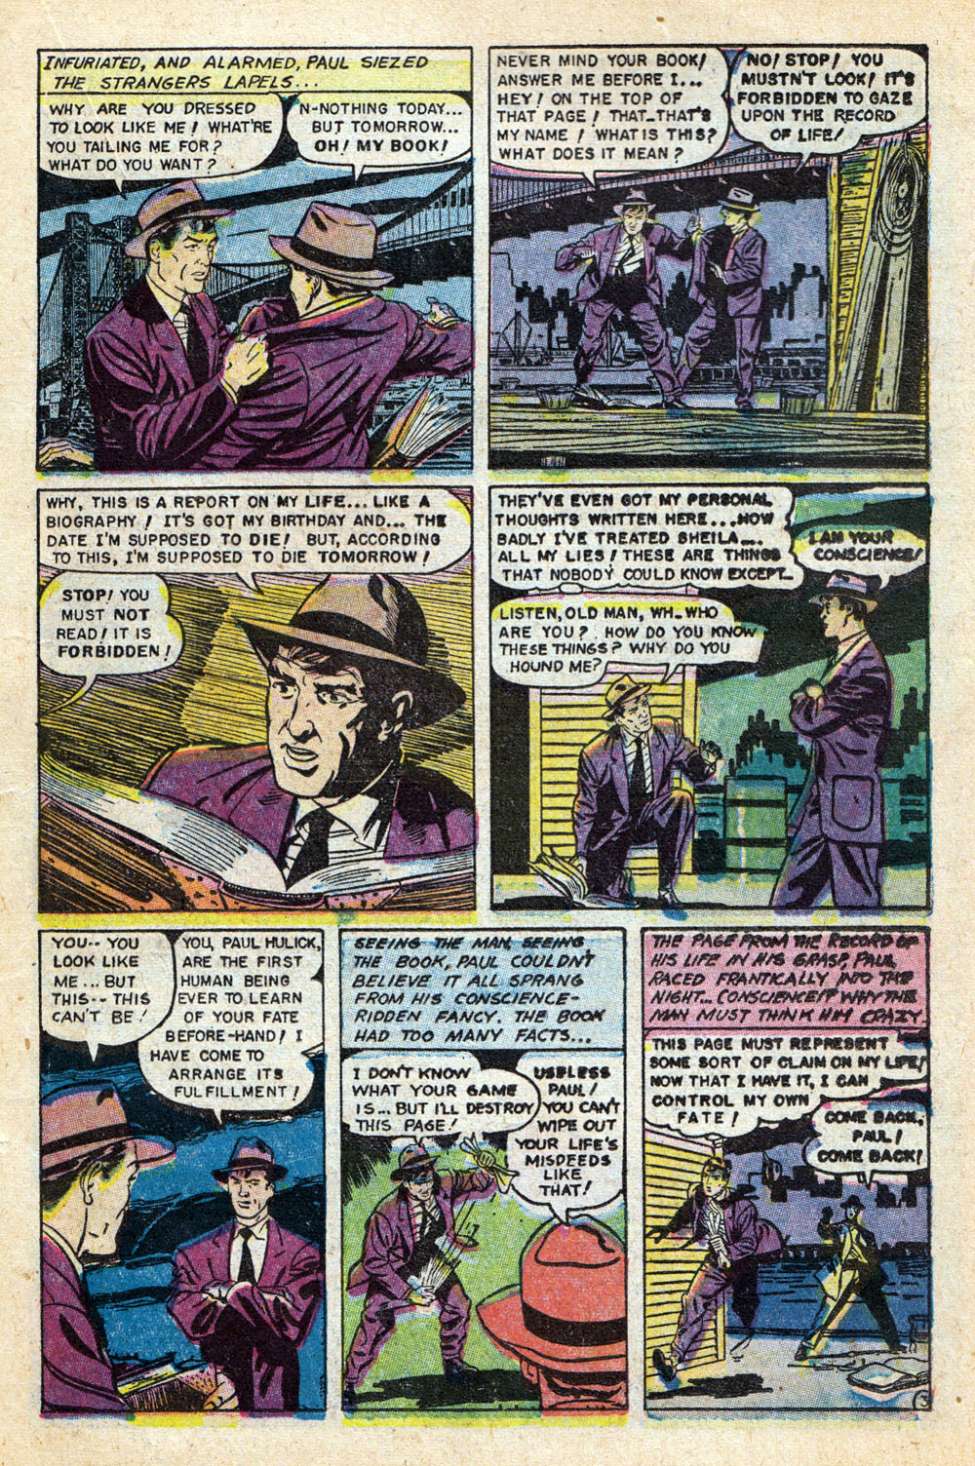 INFURIATED, AND ALARMED, PAUL SIEZED
THE STRANGERS LAPELS...
WHY ARE YOU DRESSED
TO LOOK LIKE ME! WHAT'RE
YOU TAILING ME FOR?
WHAT DO YOU WANT?
N-NOTHING TODAY...
BUT TOMORROW...
OH! MY BOOK!
NEVER MIND YOUR BOOK!
ANSWER ME BEFORE I...
HEY! ON THE TOP OF
THAT PAGE! THAT-THAT'S
MY NAME! WHAT IS THIS?
WHAT DOES IT MEAN?
NO! STOP! YOU
MUSTN'T LOOK! IT'S
FORBIDDEN TO GAZE
UPON THE RECORD
OF LIFE!
WHY, THIS IS A REPORT ON MY LIFE... LIKE A
BIOGRAPHY! IT'S GOT MY BIRTHDAY AND... THE
DATE I'M SUPPOSED TO DIE! BUT, ACCORDING
TO THIS, I'M SUPPOSED TO DIE TOMORROW!
STOP! YOU
MUST NOT
READ! IT IS
FORBIDDEN!
THEY'VE EVEN GOT MY PERSONAL
THOUGHTS WRITTEN HERE...HOW
BADLY I'VE TREATED SHEILA....
ALL MY LIES! THESE ARE THINGS
THAT NOBODY COULD KNOW EXCEPT..
I AM YOUR
CONSCIENCE!
LISTEN, OLD MAN, WH-WHO
ARE YOU? HOW DO YOU KNOW
THESE THINGS? WHY DO YOU
HOUND ME?
YOU-- YOU
LOOK LIKE
ME... BUT
THIS-- THIS
CAN'T BE!
YOU, PAUL HULICK,
ARE THE FIRST
HUMAN BEING
EVER TO LEARN
OF YOUR FATE
BEFORE-HAND! I
HAVE COME TO
ARRANGE ITS
FULFILLMENT!
SEEING THE MAN, SEEING
THE BOOK, PAUL COULDN'T
BELIEVE IT ALL SPRANG
FROM HIS CONSCIENCE-
RIDDEN FANCY. THE BOOK
HAD TOO MANY FACTS...
I DON'T KNOW
WHAT YOUR GAME
IS... BUT I'LL DESTROY
THIS PAGE!
USELESS
PAUL!
YOU CAN'T
WIPE OUT
YOUR LIFE'S
MISDEEDS
LIKE
THAT!
THE PAGE FROM THE RECORD OF
HIS LIFE IN HIS GRASP, PAUL
RACED FRANTICALLY INTO THE
NIGHT... CONSCIENCE!? WHY THE
MAN MUST THINK HIM CRAZY.
THIS PAGE MUST REPRESENT
SOME SORT OF CLAIM ON MY LIFE!
NOW THAT I HAVE IT, I CAN
CONTROL MY OWN
FATE!
COME BACK,
PAUL!
COME BACK!
3